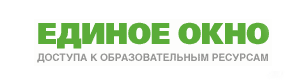 ЕДИНОЕ ОКНО
ДОСТУПА К ОБРАЗОВАТЕЛЬНЫМ РЕСУРСАМ